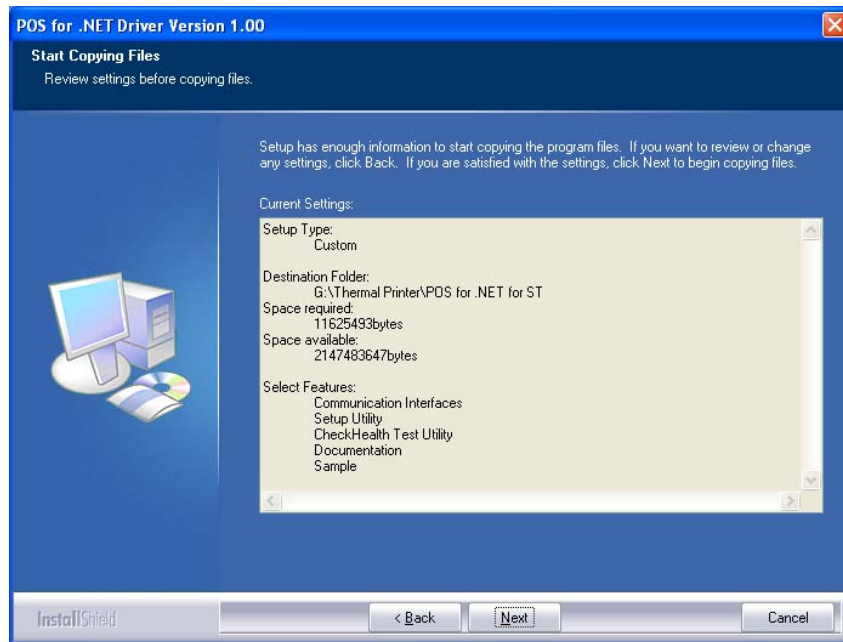 POS for .NET Driver Version 1.00
Start Copying Files
Review settings before copying files.
Setup has enough information to start copying the program files. If you want to review or change
any settings, click Back. If you are satisfied with the settings, click Next to begin copying files.
Current Settings:
Setup Type:
Custom
Destination Folder:
G:\Thermal Printer\POS for .NET for ST
Space required:
11625493bytes
Space available:
2147483647bytes
Select Features:
Communication Interfaces
Setup Utility
CheckHealth Test Utility
Documentation
Sample
InstallShield
< Back
Next
Cancel